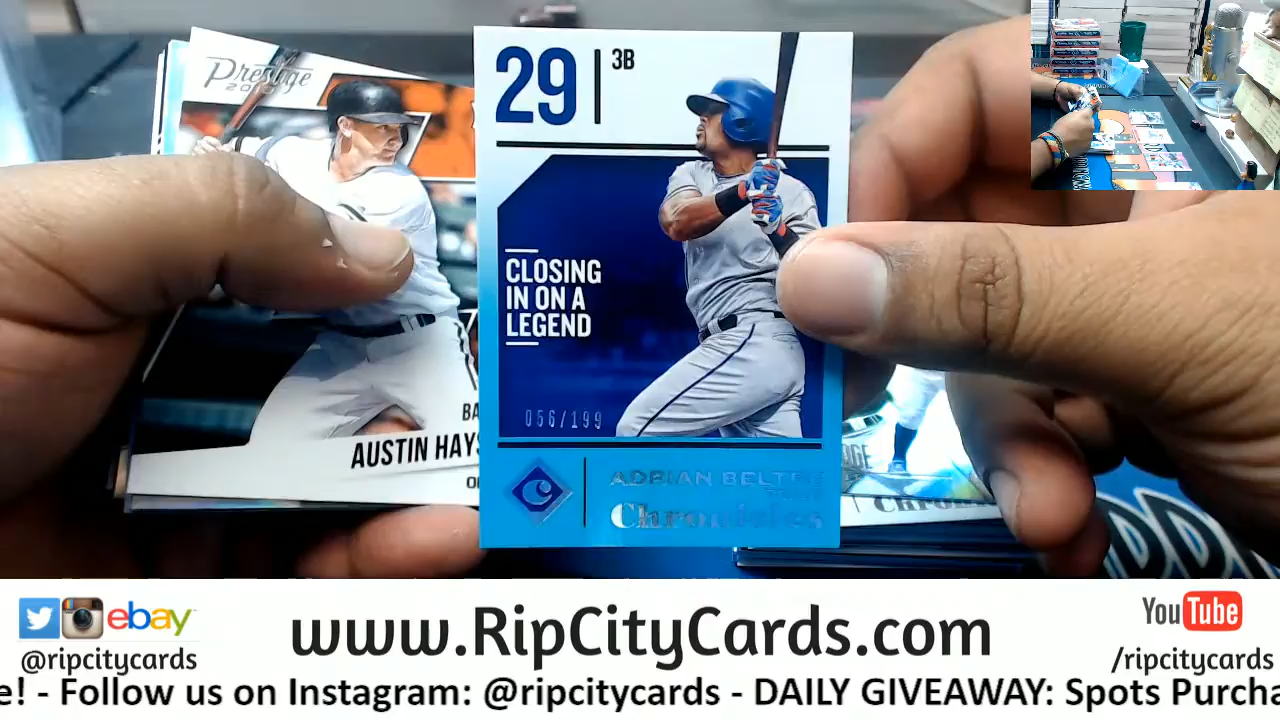 Prestige
29
3B
CLOSING
IN ON A
LEGEND
056/199
AUSTIN HAYS
ADRIAN BELTRE
Chronicles
ebay
@ripcitycards
www.RipCityCards.com
YouTube
/ripcitycards
e! - Follow us on Instagram: @ripcitycards - DAILY GIVEAWAY: Spots Purcha